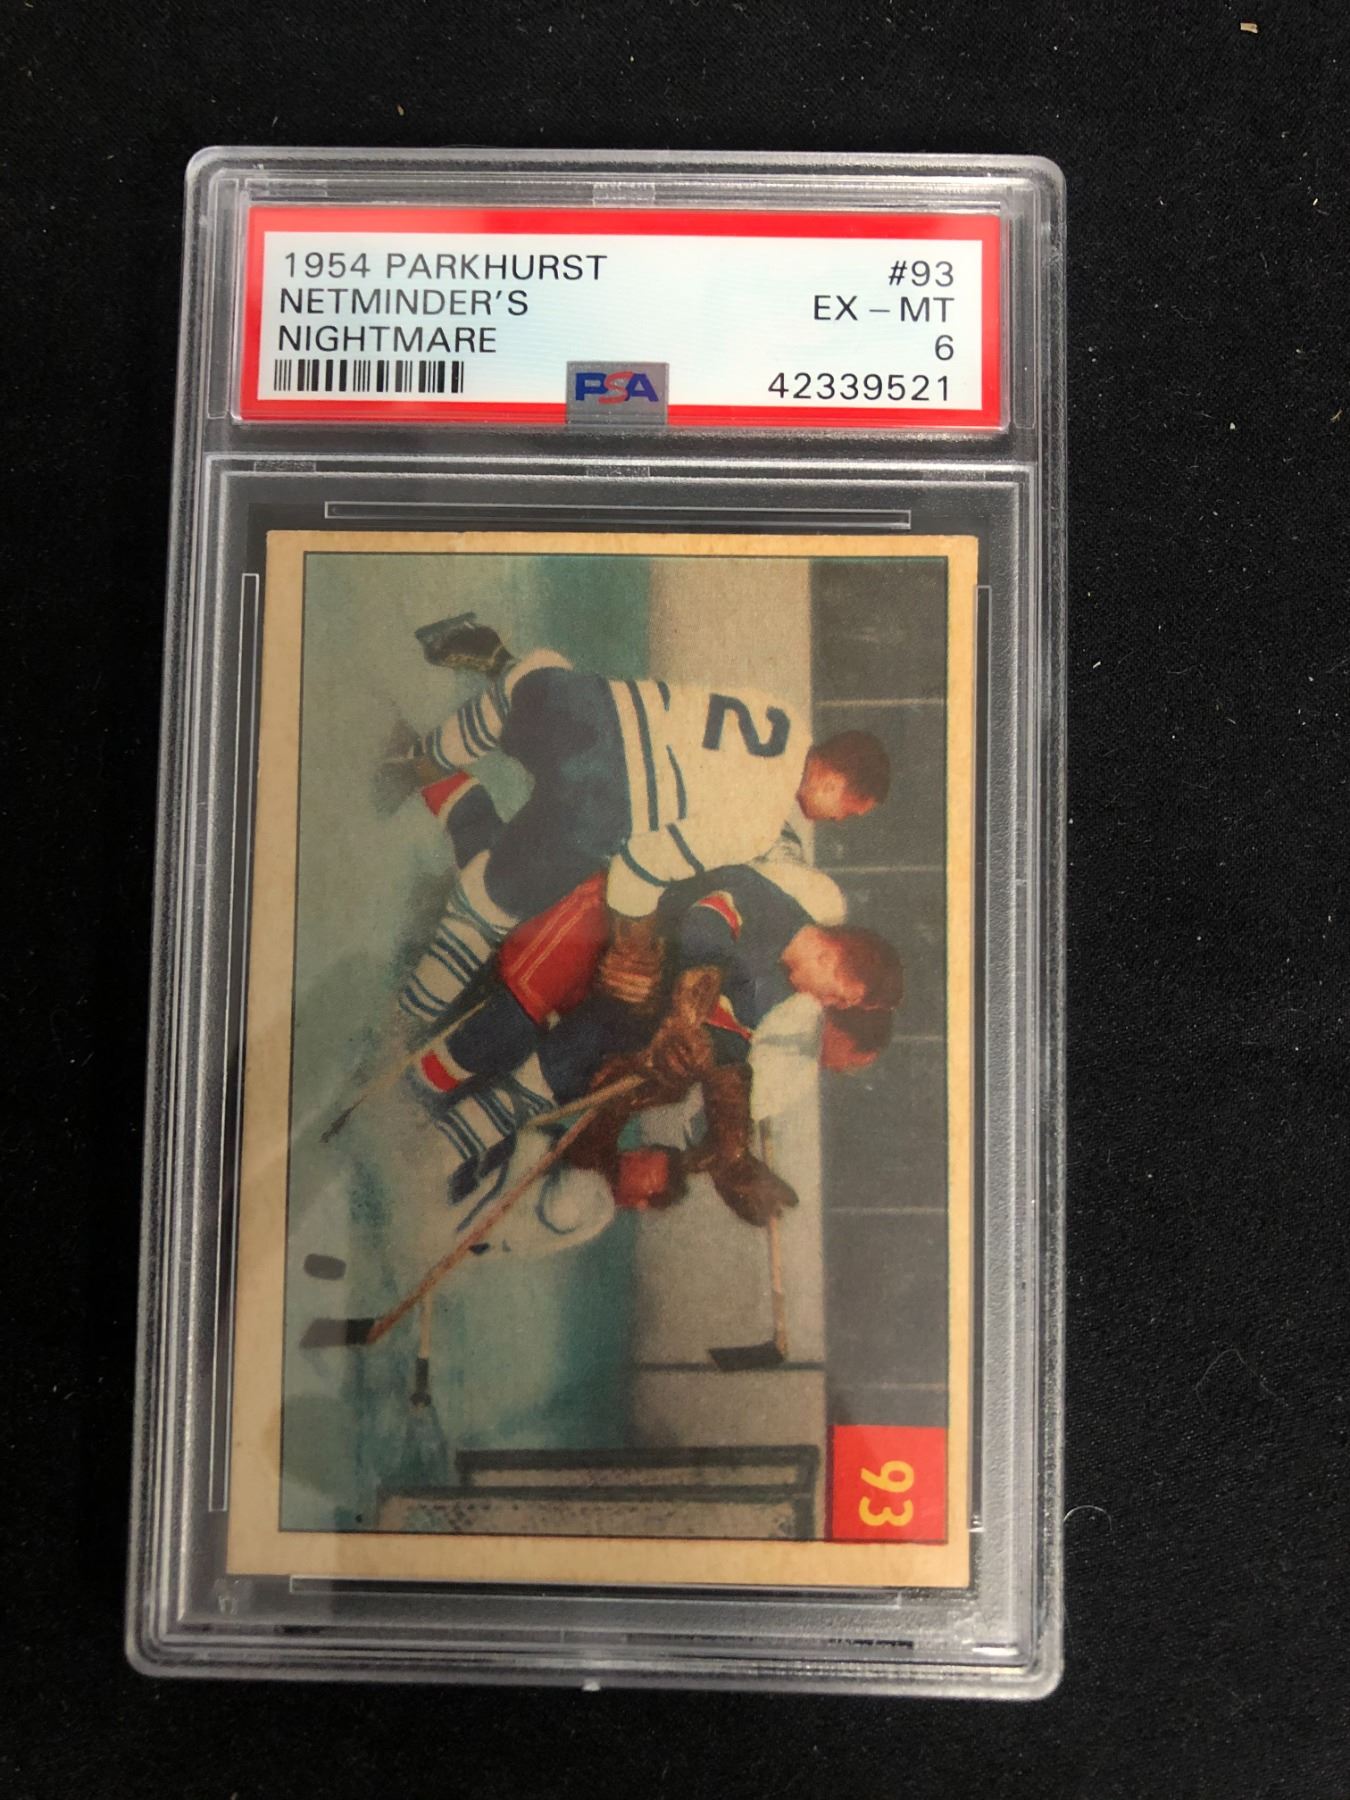 1954 PARKHURST #93
NETMINDER'S EX - MT
NIGHTMARE 6
PSA 42339521
2
93